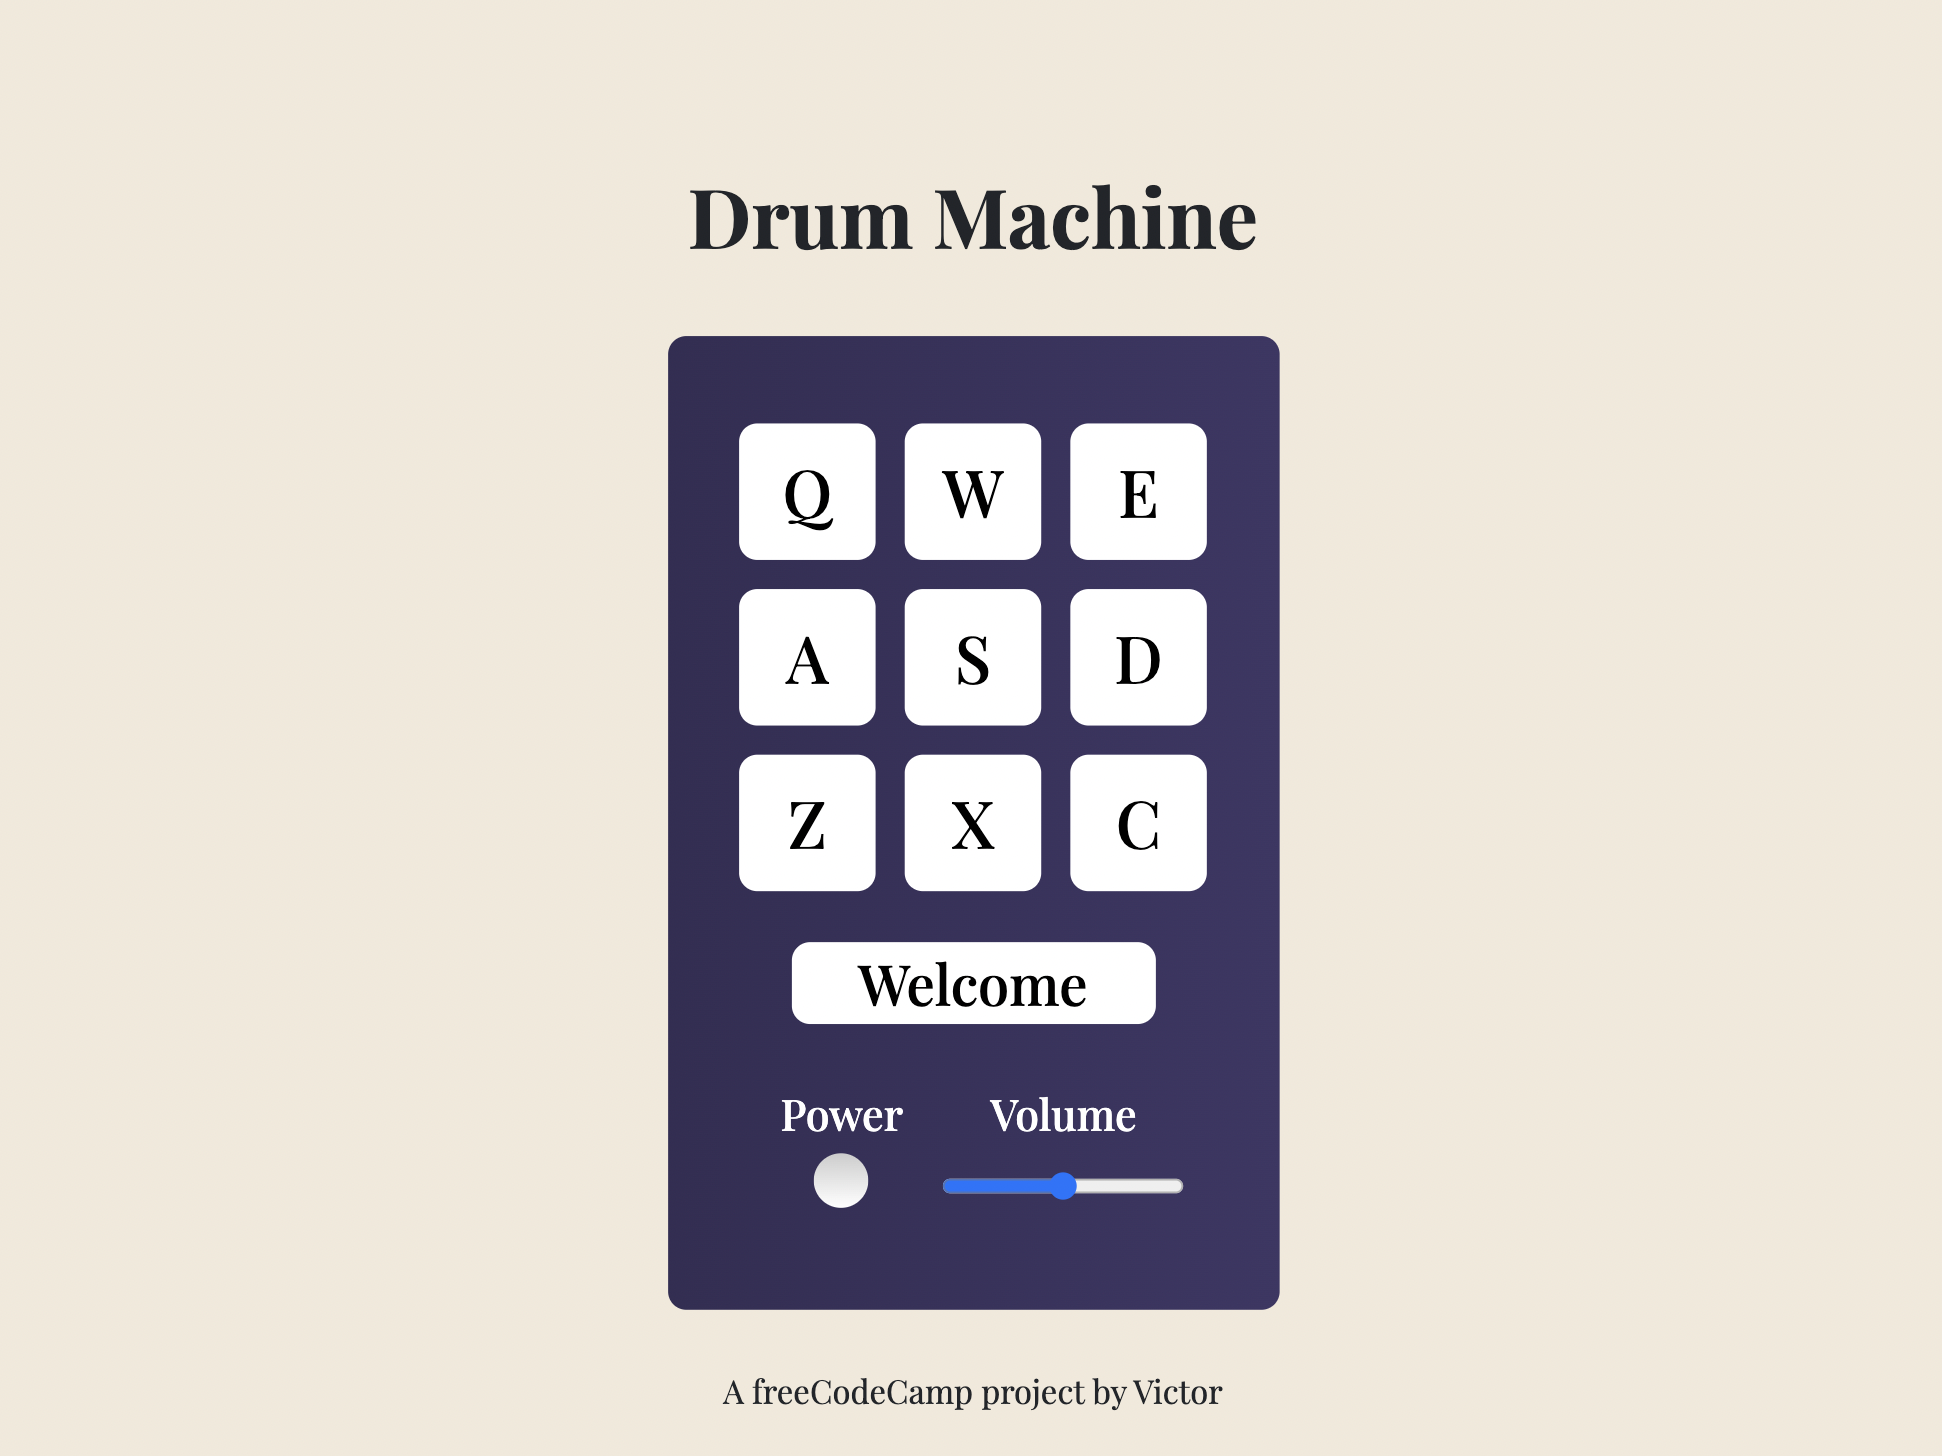 Drum Machine
Q W E
A S D
Z X C
Welcome
Power Volume
A freeCodeCamp project by Victor